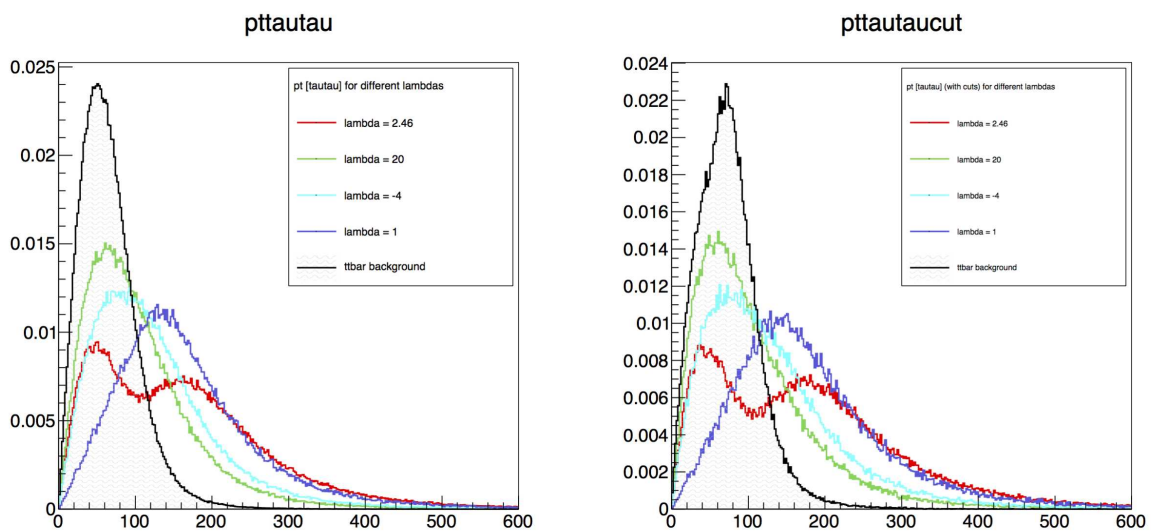 pttautau
0.025
0.02
0.015
0.01
0.005
0
0 100 200 300 400 500 600
pt [tautau] for different lambdas
lambda = 2.46
lambda = 20
lambda = -4
lambda = 1
ttbar background
pttautaucut
0.024
0.022
0.02
0.018
0.016
0.014
0.012
0.01
0.008
0.006
0.004
0.002
0
0 100 200 300 400 500 600
pt [tautau] (with cuts) for different lambdas
lambda = 2.46
lambda = 20
lambda = -4
lambda = 1
ttbar background